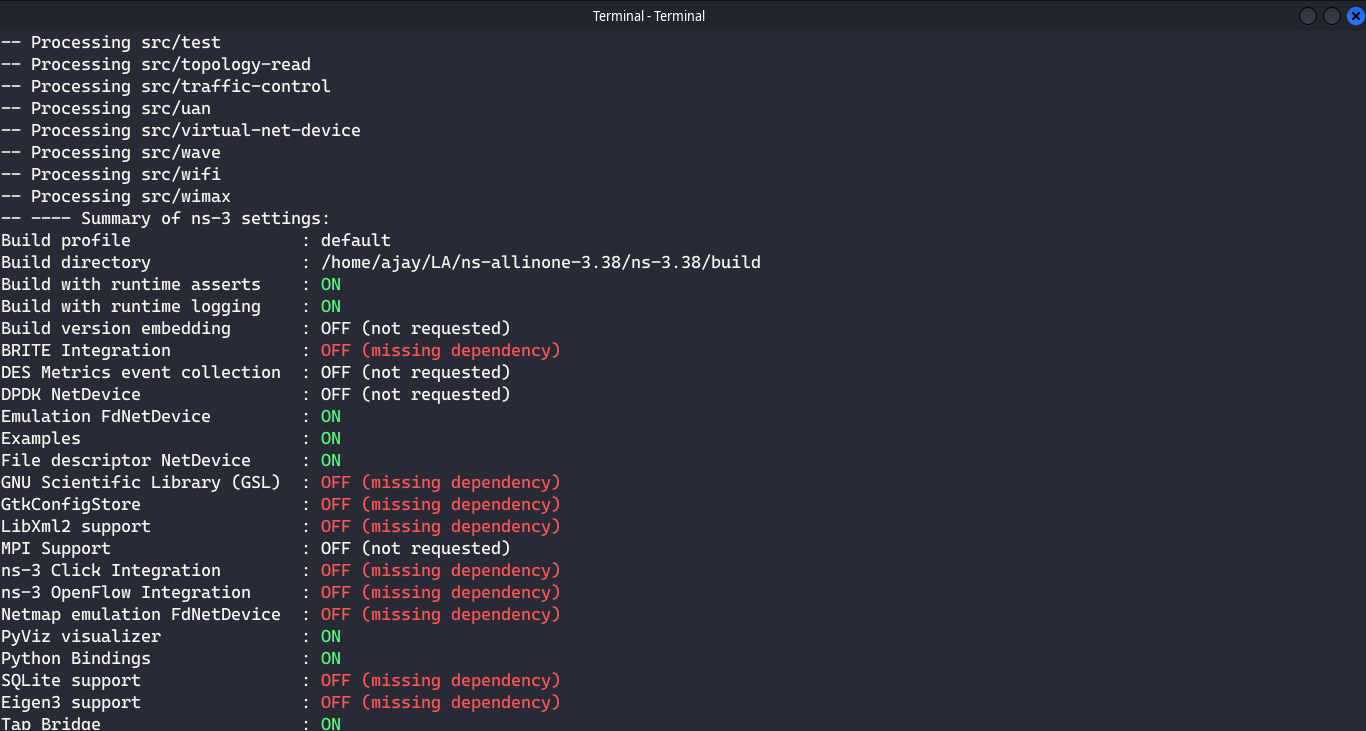 Terminal - Terminal
-- Processing src/test
-- Processing src/topology-read
-- Processing src/traffic-control
-- Processing src/uan
-- Processing src/virtual-net-device
-- Processing src/wave
-- Processing src/wifi
-- Processing src/wimax
-- ---- Summary of ns-3 settings:
Build profile                 : default
Build directory               : /home/ajay/LA/ns-allinone-3.38/ns-3.38/build
Build with runtime asserts    : ON
Build with runtime logging    : ON
Build version embedding       : OFF (not requested)
BRITE Integration             : OFF (missing dependency)
DES Metrics event collection  : OFF (not requested)
DPDK NetDevice                : OFF (not requested)
Emulation FdNetDevice         : ON
Examples                      : ON
File descriptor NetDevice     : ON
GNU Scientific Library (GSL)  : OFF (missing dependency)
GtkConfigStore                : OFF (missing dependency)
LibXml2 support               : OFF (missing dependency)
MPI Support                   : OFF (not requested)
ns-3 Click Integration        : OFF (missing dependency)
ns-3 OpenFlow Integration     : OFF (missing dependency)
Netmap emulation FdNetDevice  : OFF (missing dependency)
PyViz visualizer              : ON
Python Bindings               : ON
SQLite support                : OFF (missing dependency)
Eigen3 support                : OFF (missing dependency)
Tap Bridge                    : ON